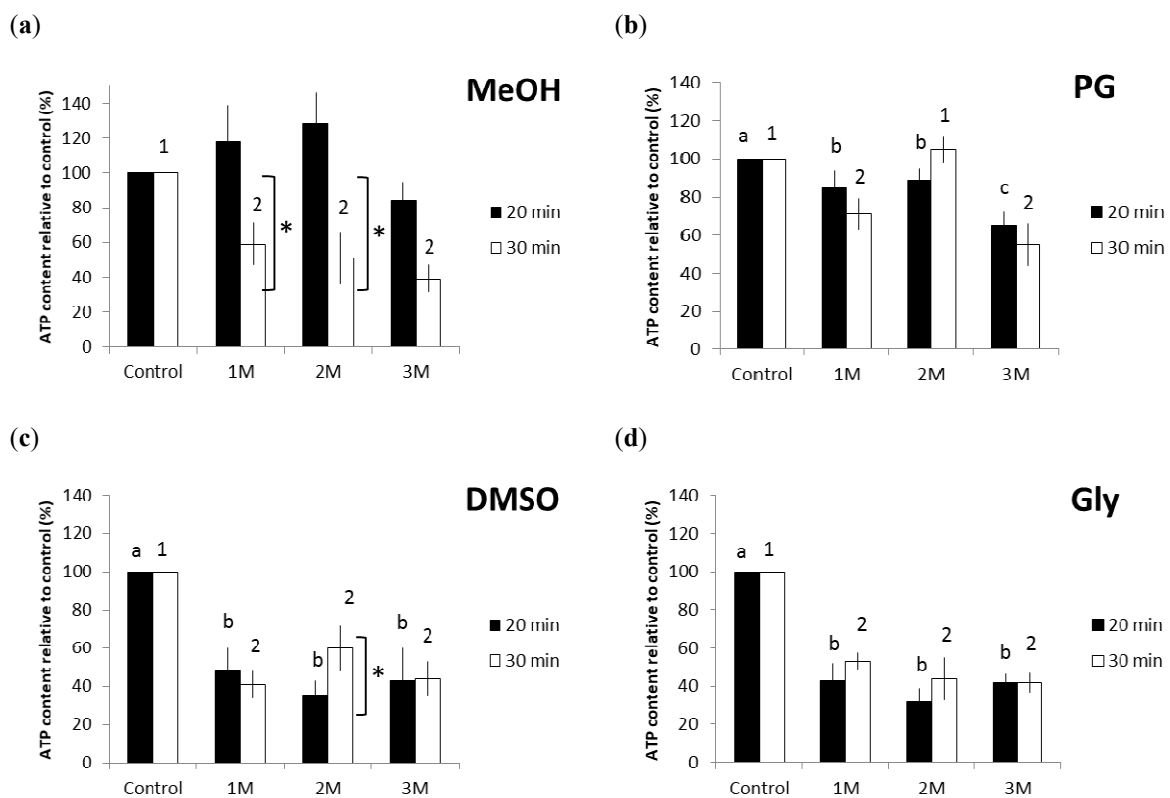 (a)
MeOH
ATP content relative to control (%)
140
120
100
80
60
40
20
0
1
2
*
2
*
2
Control 1M 2M 3M
20 min
30 min
(b)
PG
ATP content relative to control (%)
140
120
100
80
60
40
20
0
a 1
b 2
b 1
c 2
Control 1M 2M 3M
20 min
30 min
(c)
DMSO
ATP content relative to control (%)
140
120
100
80
60
40
20
0
a 1
b 2
b 2
*
b 2
Control 1M 2M 3M
20 min
30 min
(d)
Gly
ATP content relative to control (%)
140
120
100
80
60
40
20
0
a 1
b 2
b 2
b 2
Control 1M 2M 3M
20 min
30 min